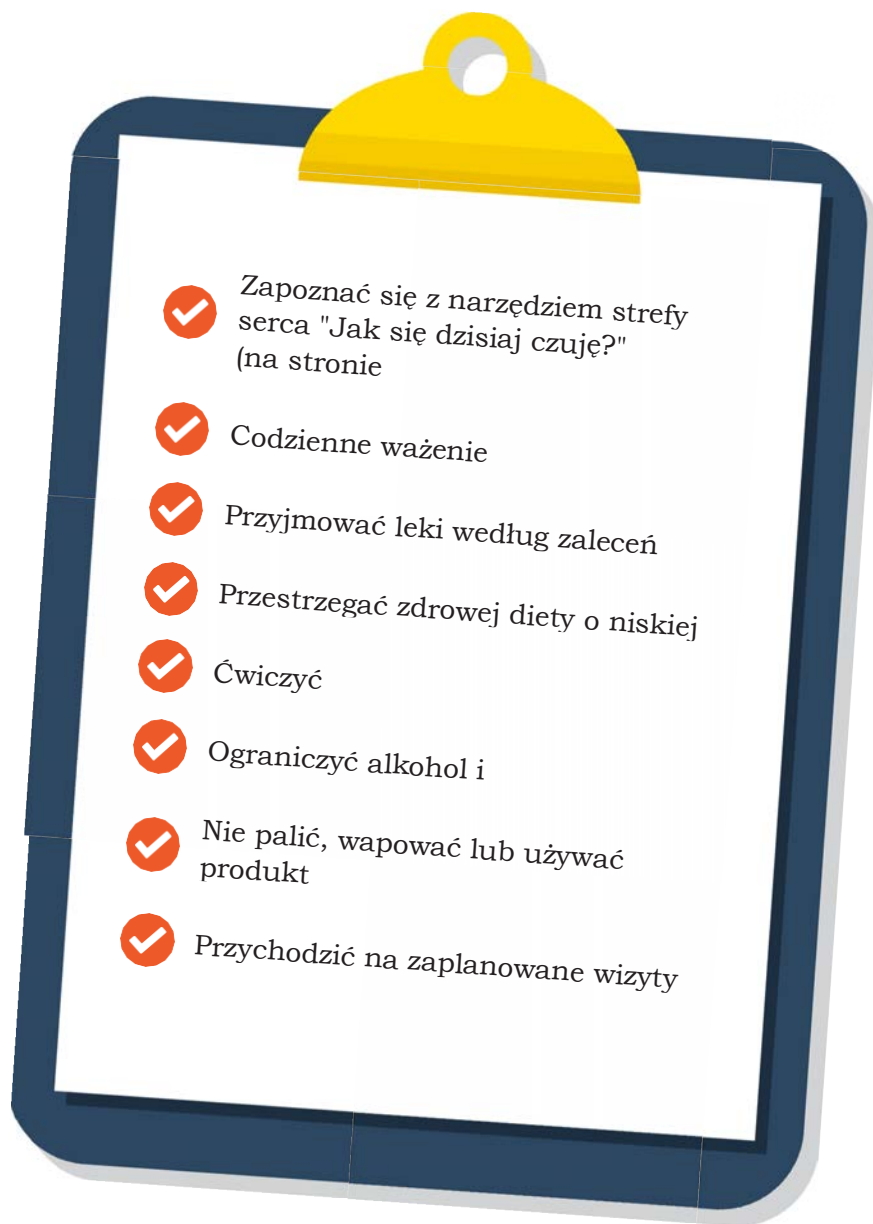 Zapoznać się z narzędziem strefy
serca "Jak się dzisiaj czuję?"
(na stronie
Codzienne ważenie
Przyjmować leki według zaleceń
Przestrzegać zdrowej diety o niskiej
Ćwiczyć
Ograniczyć alkohol i
Nie palić, wapować lub używać
produkt
Przychodzić na zaplanowane wizyty